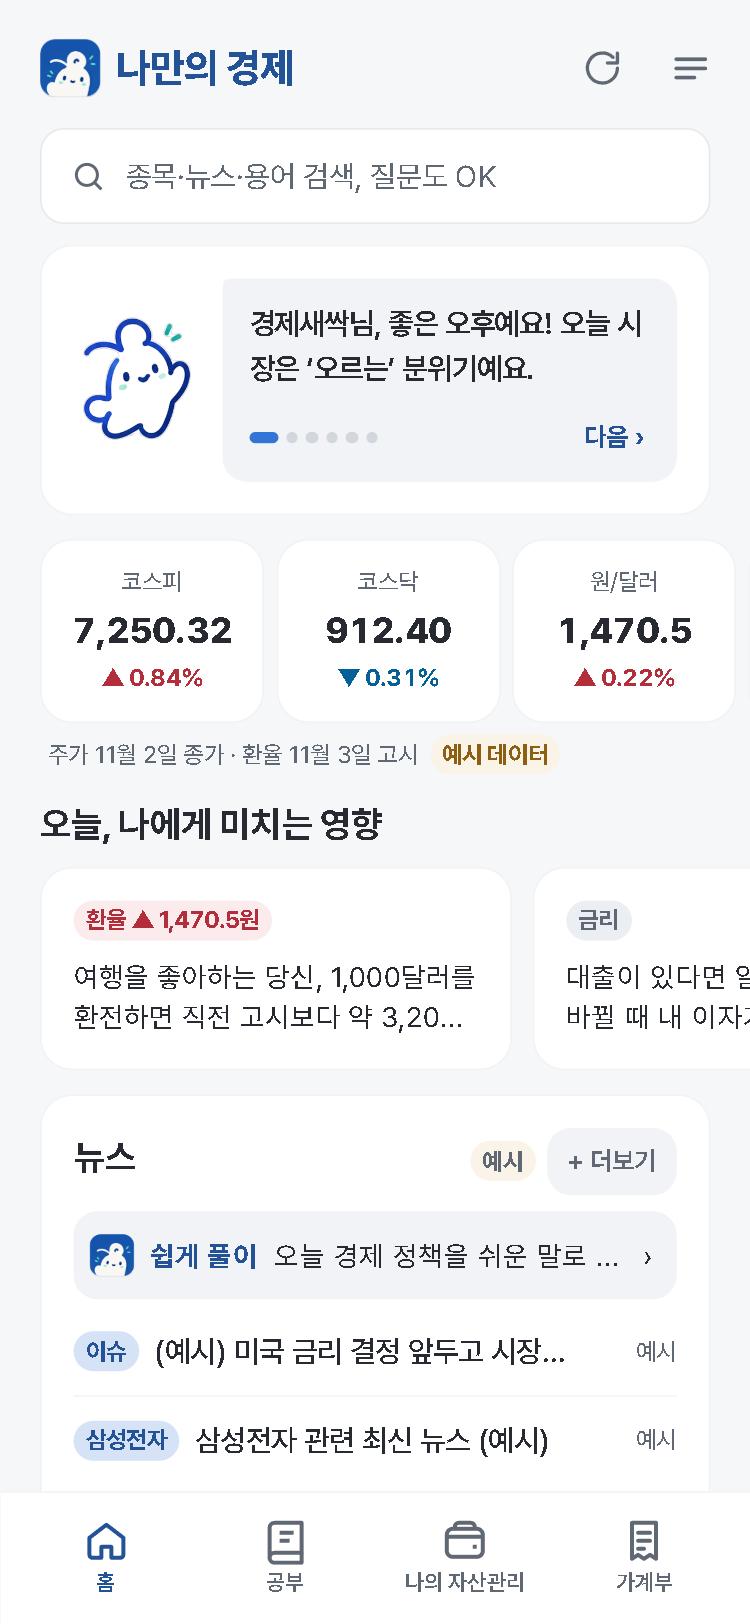 나만의 경제
종목·뉴스·용어 검색, 질문도 OK
경제새싹님, 좋은 오후예요! 오늘 시
장은 ‘오르는’ 분위기예요.
다음 ›
코스피
7,250.32
▲ 0.84%
코스닥
912.40
▼ 0.31%
원/달러
1,470.5
▲ 0.22%
주가 11월 2일 종가 · 환율 11월 3일 고시 예시 데이터
오늘, 나에게 미치는 영향
환율 ▲ 1,470.5원
여행을 좋아하는 당신, 1,000달러를
환전하면 직전 고시보다 약 3,20...
금리
대출이 있다면
바뀔 때 내 이자
뉴스 예시 + 더보기
쉽게 풀이 오늘 경제 정책을 쉬운 말로 ... ›
이슈 (예시) 미국 금리 결정 앞두고 시장... 예시
삼성전자 삼성전자 관련 최신 뉴스 (예시) 예시
홈 공부 나의 자산관리 가계부